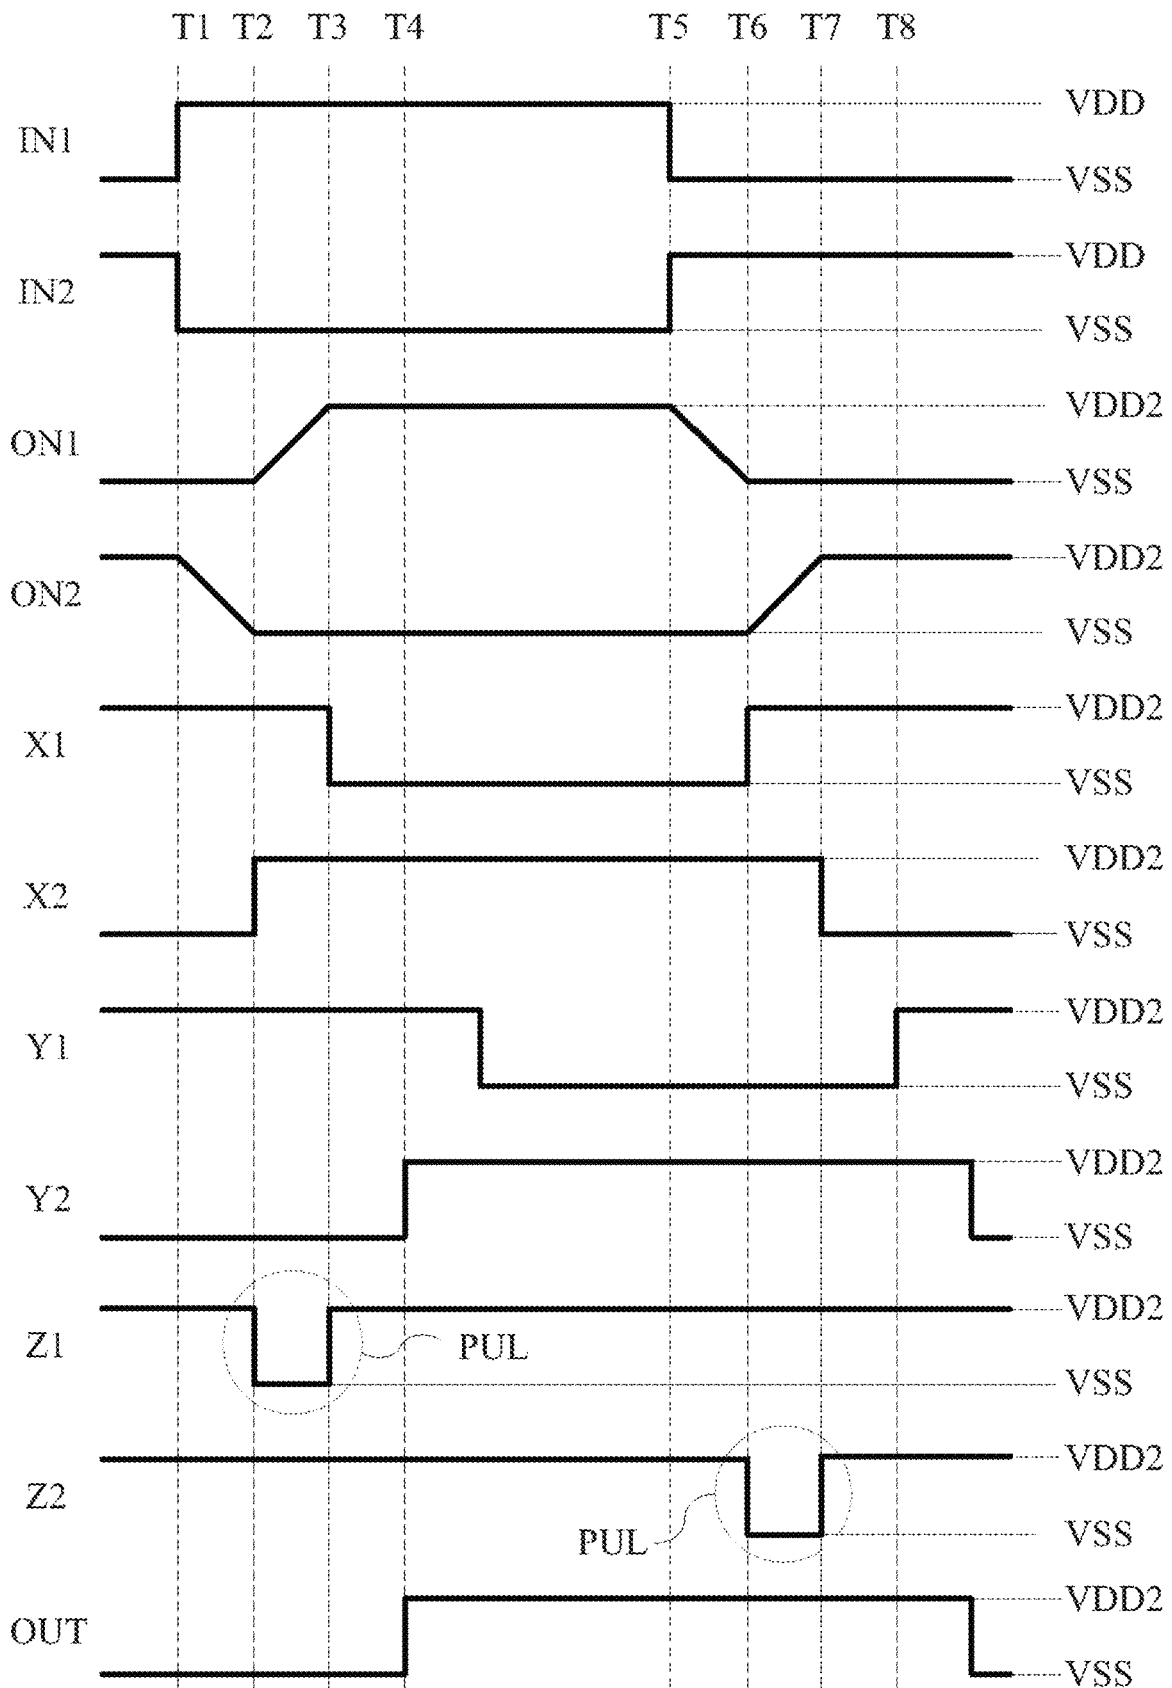 T1 T2 T3 T4 T5 T6 T7 T8
VDD
IN1
VSS
VDD
IN2
VSS
VDD2
ON1
VSS
VDD2
ON2
VSS
VDD2
X1
VSS
VDD2
X2
VSS
VDD2
Y1
VSS
VDD2
Y2
VSS
VDD2
Z1 PUL
VSS
VDD2
Z2
VSS
PUL
VDD2
OUT
VSS